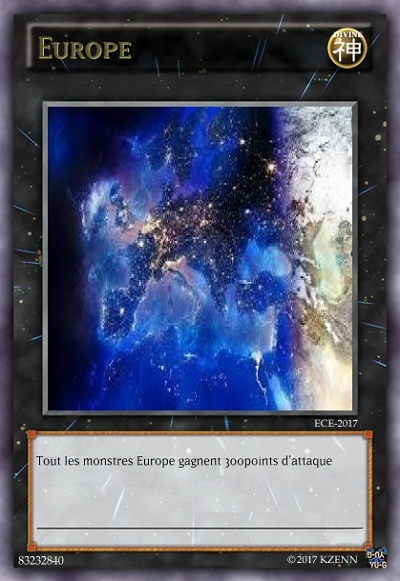 Europe
DIVINE
神
ECE-2017
Tout les monstres Europe gagnent 300points d'attaque
83232840
©2017 KZENN